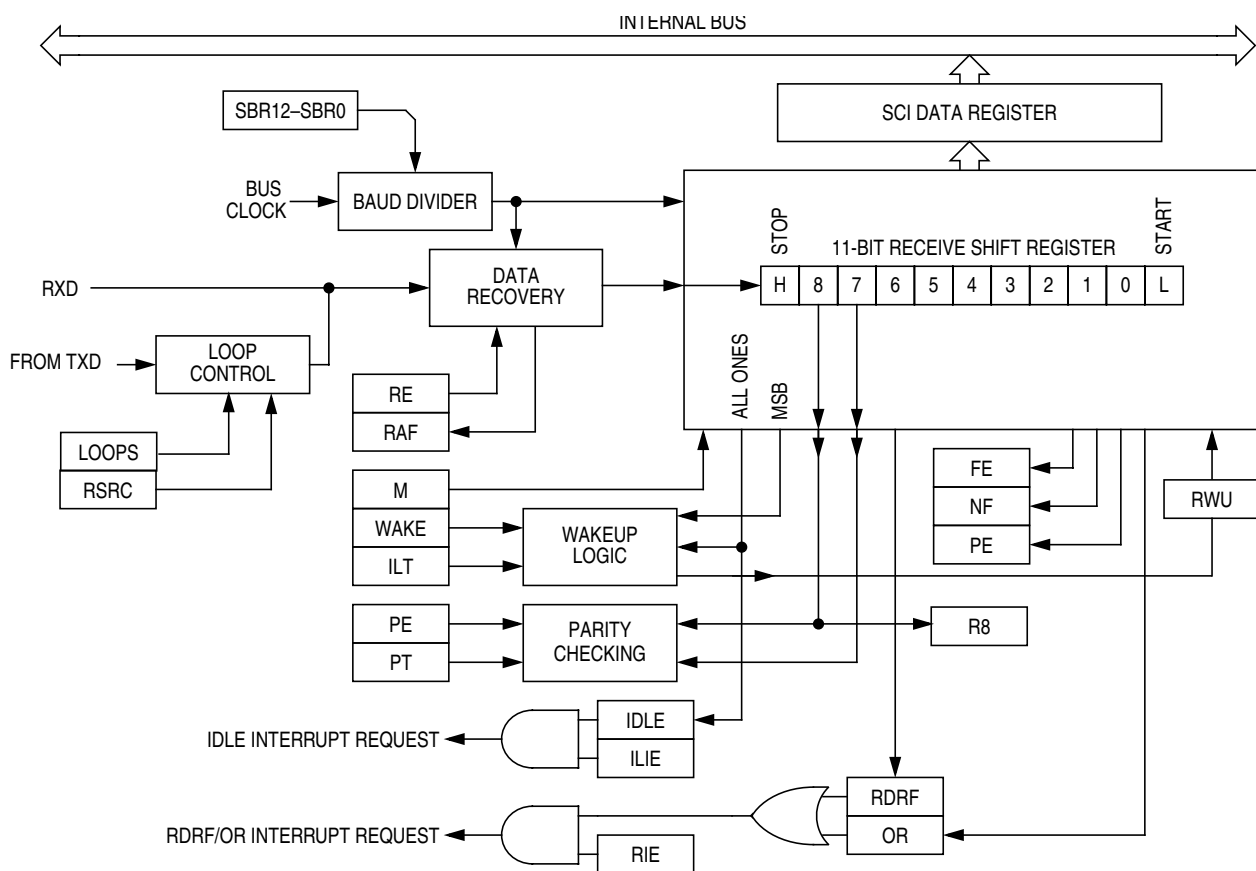 INTERNAL BUS
SBR12–SBR0
SCI DATA REGISTER
BUS
CLOCK
BAUD DIVIDER
STOP
11-BIT RECEIVE SHIFT REGISTER
START
H 8 7 6 5 4 3 2 1 0 L
RXD
DATA
RECOVERY
FROM TXD
LOOP
CONTROL
ALL ONES
MSB
RE
RAF
LOOPS
RSRC
M
WAKE
ILT
WAKEUP
LOGIC
FE
NF
PE
RWU
PE
PT
PARITY
CHECKING
R8
IDLE INTERRUPT REQUEST
IDLE
ILIE
RDRF/OR INTERRUPT REQUEST
RDRF
OR
RIE